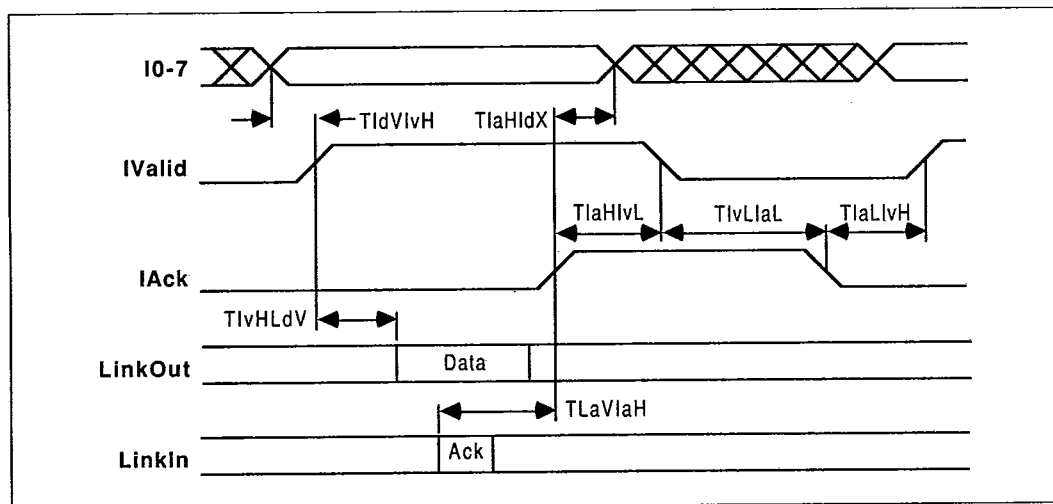 I0-7
TIdVIvH
TIaHIdX
IValid
TIaHIvL
TIvLIaL
TIaLIvH
IAck
TIvHLdV
LinkOut
Data
TLaVIaH
LinkIn
Ack